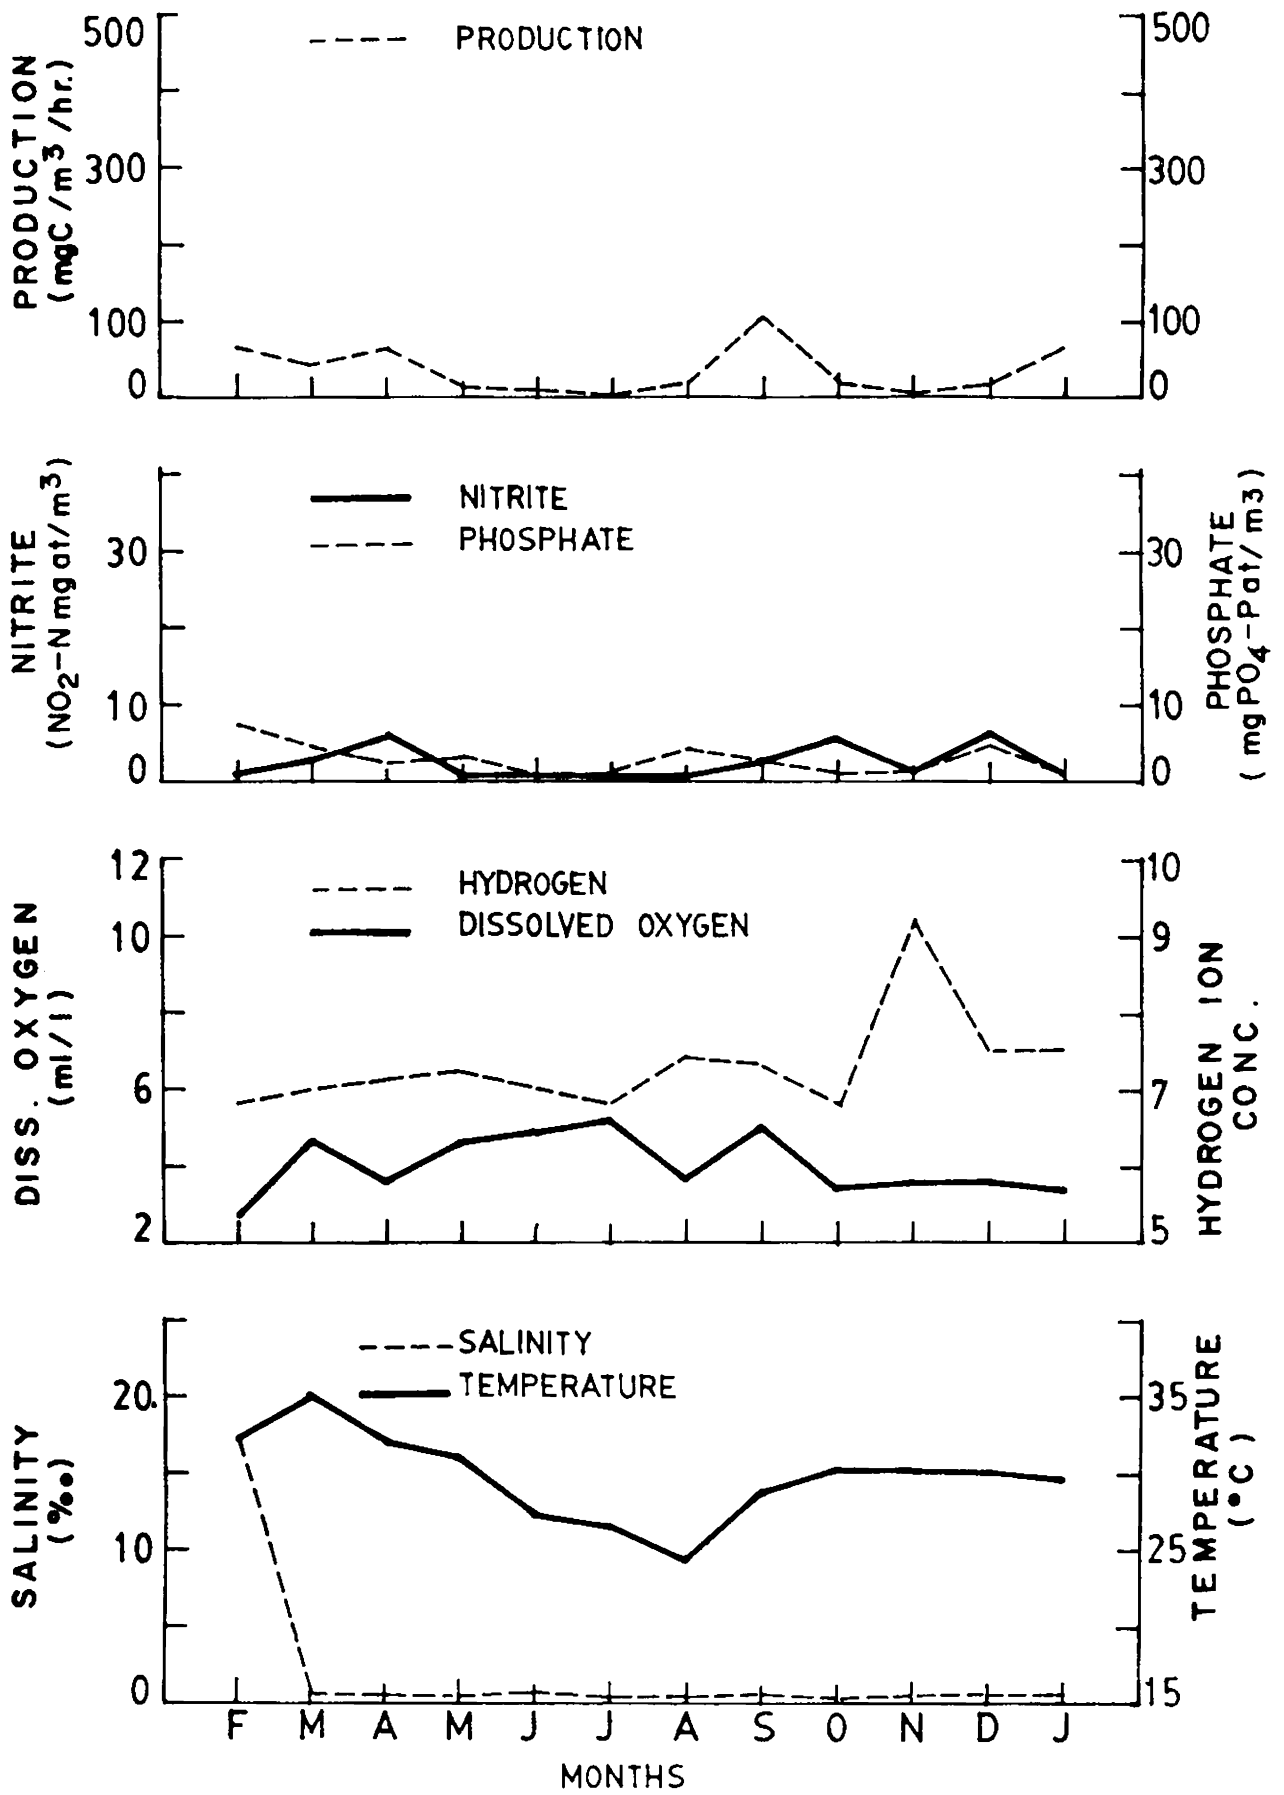 PRODUCTION
(mgC/m³/hr.)
500
300
100
0
PRODUCTION
500
300
100
0
NITRITE
(NO₂-N mg at/m³)
30
10
0
NITRITE
PHOSPHATE
30
10
0
PHOSPHATE
(mg PO₄-Pat/m³)
DISS. OXYGEN
(ml/l)
12
10
6
2
HYDROGEN
DISSOLVED OXYGEN
10
9
7
5
HYDROGEN ION
CONC.
SALINITY
(‰)
20.
10
0
SALINITY
TEMPERATURE
35
25
15
TEMPERATURE
(°C)
F M A M J J A S O N D J
MONTHS